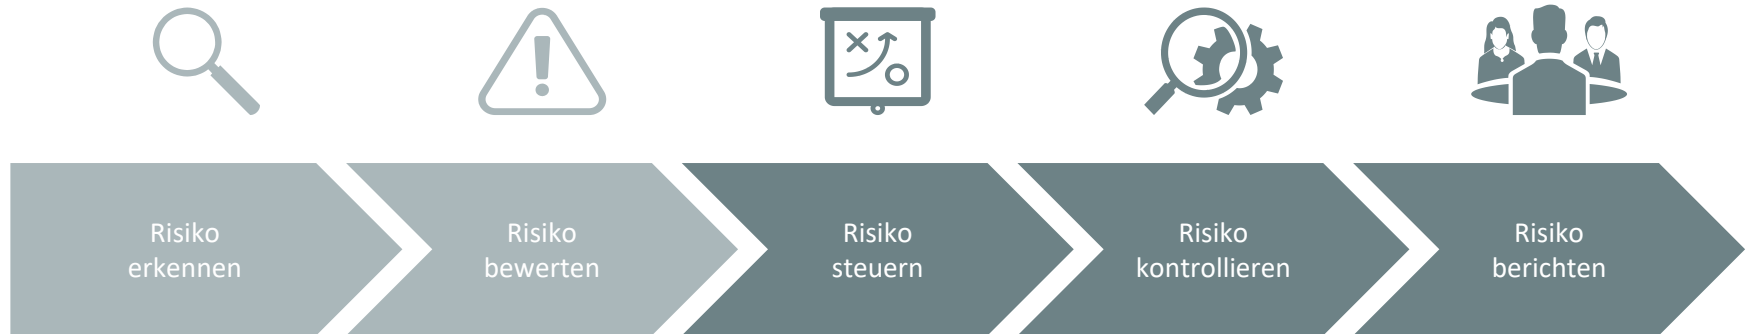 Risiko
erkennen
Risiko
bewerten
Risiko
steuern
Risiko
kontrollieren
Risiko
berichten